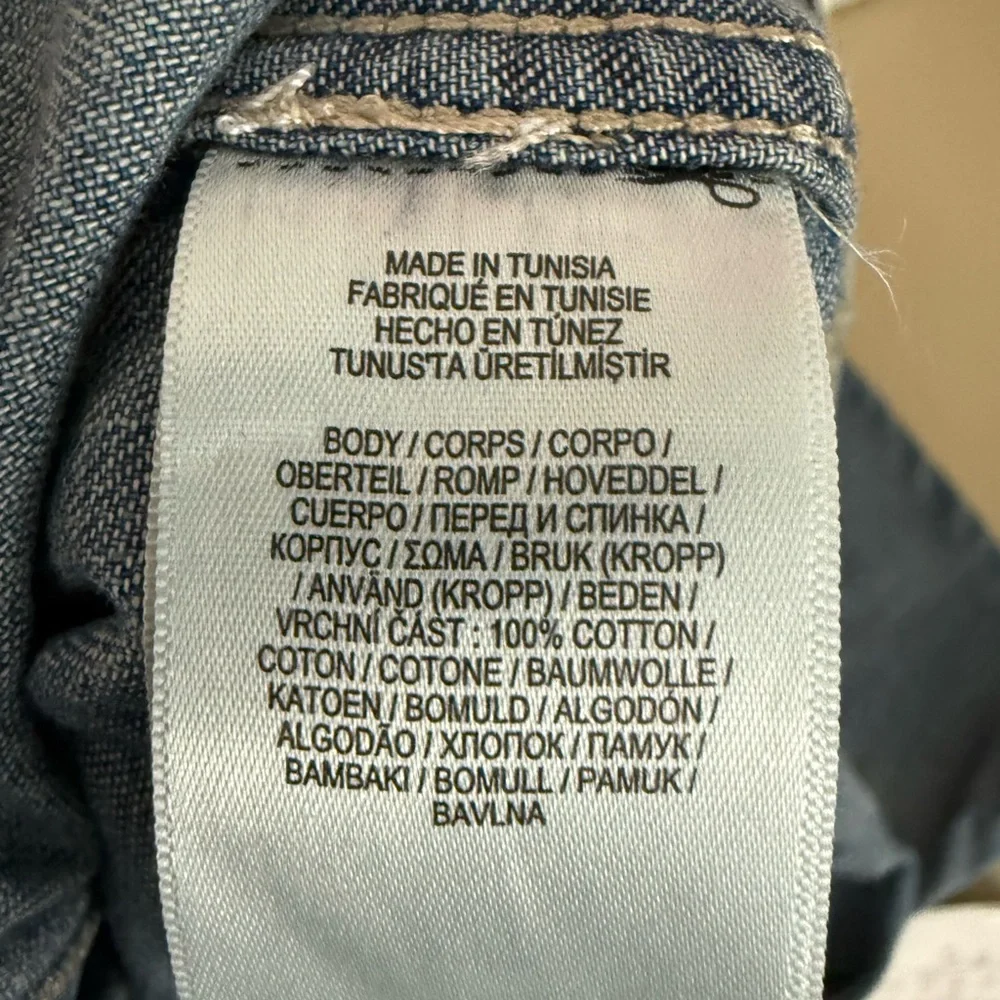 MADE IN TUNISIA
FABRIQUÉ EN TUNISIE
HECHO EN TÚNEZ
TUNUS'TA ÜRETİLMİŞTİR
BODY / CORPS / CORPO /
OBERTEIL / ROMP / HOVEDDEL /
CUERPO / ПЕРЕД И СПИНКА /
КОРПУС / ΣΩΜΑ / BRUK (KROPP)
/ ANVÄND (KROPP) / BEDEN /
VRCHNÍ ČÁST : 100% COTTON /
COTON / COTONE / BAUMWOLLE /
KATOEN / BOMULD / ALGODÓN /
ALGODÃO / ХЛОПОК / ПАМУК /
ΒΑΜΒΑΚΙ / BOMULL / PAMUK /
BAVLNA